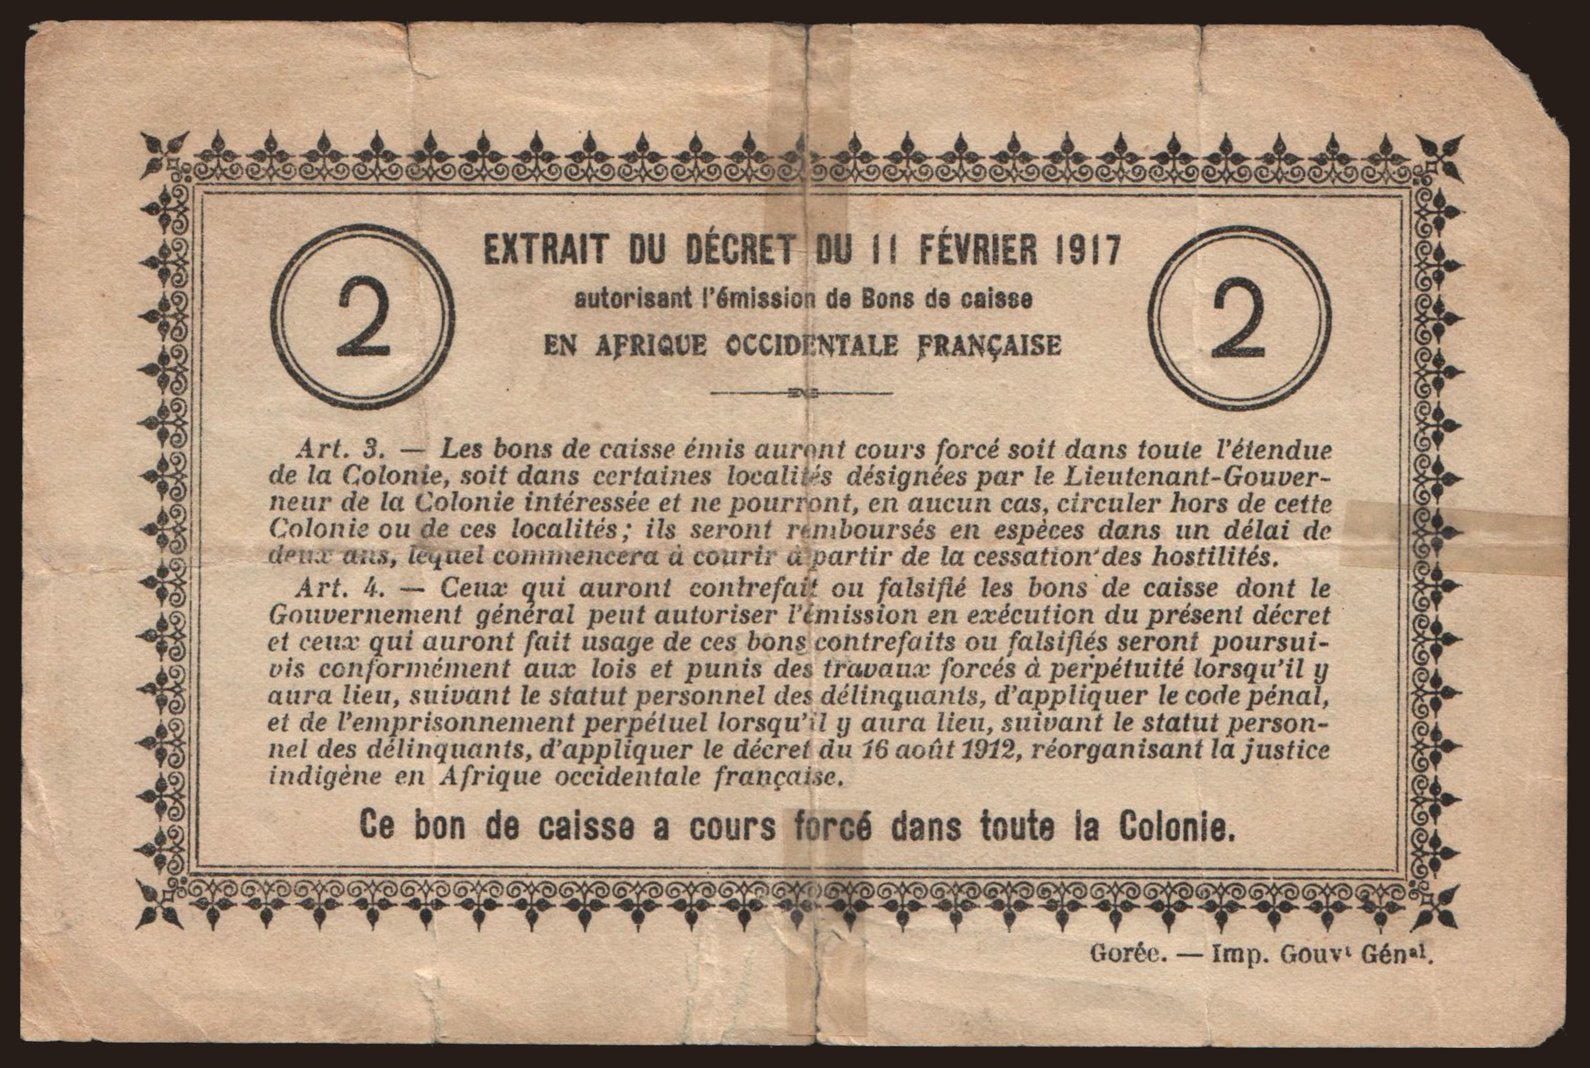 EXTRAIT DU DÉCRET DU 11 FÉVRIER 1917
autorisant l'émission de Bons de caisse
EN AFRIQUE OCCIDENTALE FRANÇAISE
2
2
Art. 3. — Les bons de caisse émis auront cours forcé soit dans toute l'étendue
de la Colonie, soit dans certaines localités désignées par le Lieutenant-Gouver-
neur de la Colonie intéressée et ne pourront, en aucun cas, circuler hors de cette
Colonie ou de ces localités; ils seront remboursés en espèces dans un délai de
deux ans, lequel commencera à courir à partir de la cessation des hostilités.
Art. 4. — Ceux qui auront contrefait ou falsifié les bons de caisse dont le
Gouvernement général peut autoriser l'émission en exécution du présent décret
et ceux qui auront fait usage de ces bons contrefaits ou falsifiés seront poursui-
vis conformément aux lois et punis des travaux forcés à perpétuité lorsqu'il y
aura lieu, suivant le statut personnel des délinquants, d'appliquer le code pénal,
et de l'emprisonnement perpétuel lorsqu'il y aura lieu, suivant le statut person-
nel des délinquants, d'appliquer le décret du 16 août 1912, réorganisant la justice
indigène en Afrique occidentale française.
Ce bon de caisse a cours forcé dans toute la Colonie.
Gorée. — Imp. Gouvt Génal.